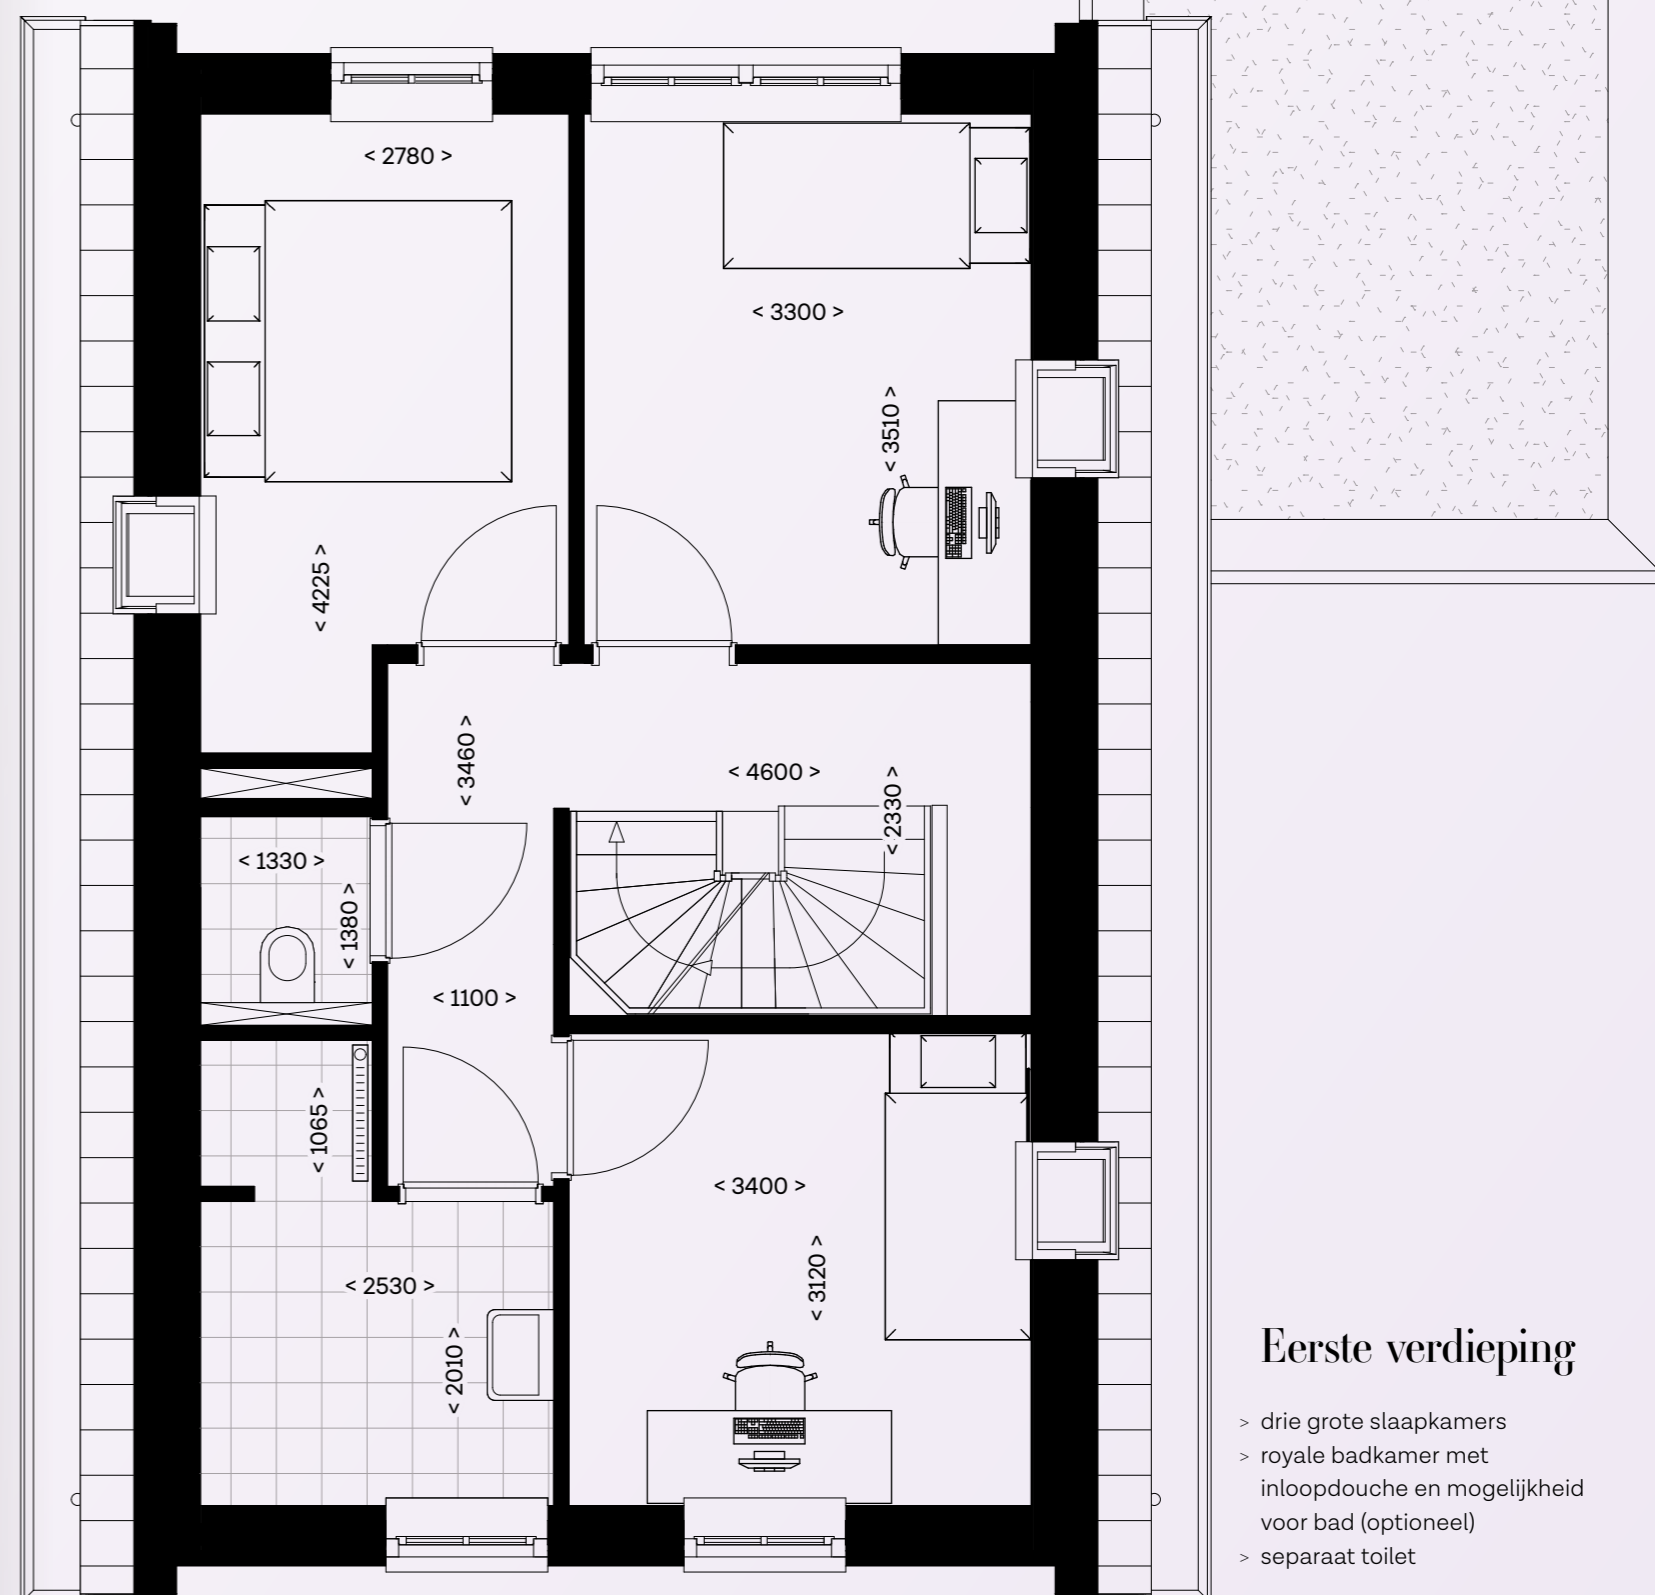 < 2780 >
< 3300 >
< 3510 >
< 4225 >
< 3460 >
< 4600 >
< 2330 >
< 1330 >
< 1380 >
< 1100 >
< 1065 >
< 3400 >
< 3120 >
< 2530 >
< 2010 >
Eerste verdieping
> drie grote slaapkamers
> royale badkamer met
inloopdouche en mogelijkheid
voor bad (optioneel)
> separaat toilet